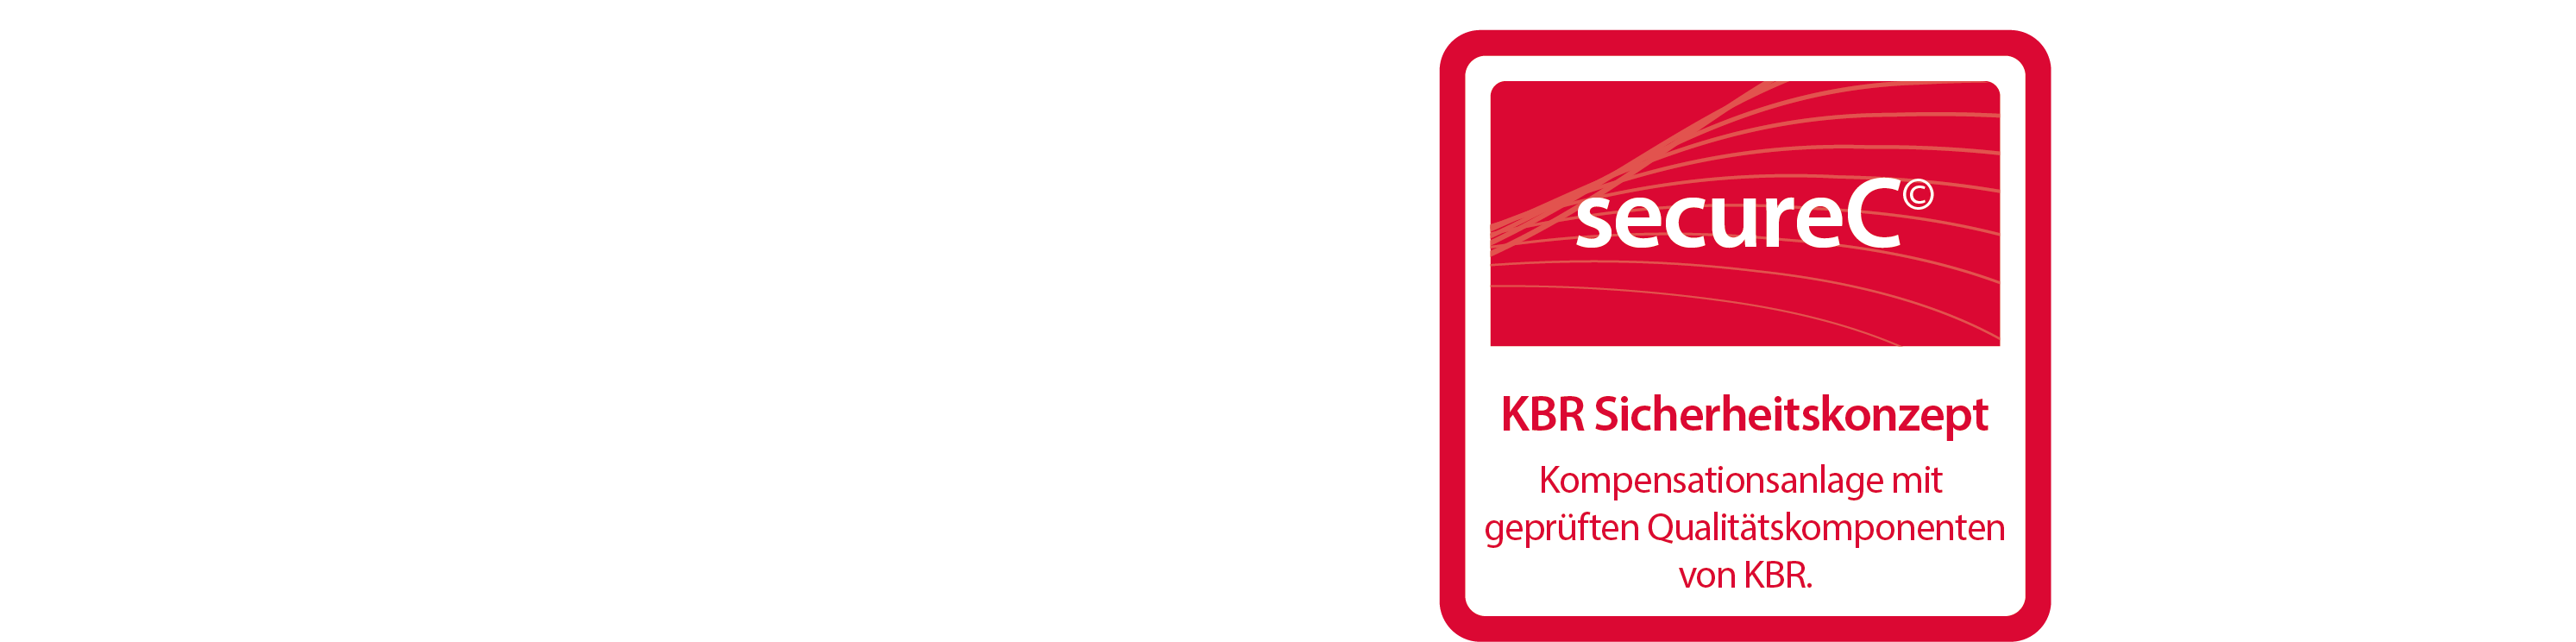 secureC©
KBR Sicherheitskonzept
Kompensationsanlage mit
geprüften Qualitätskomponenten
von KBR.